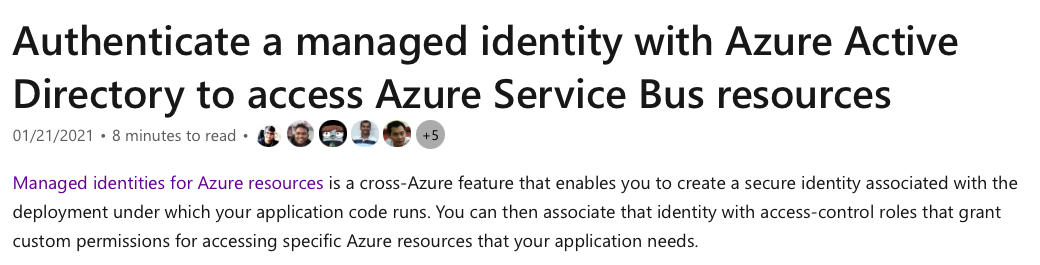 Authenticate a managed identity with Azure Active
Directory to access Azure Service Bus resources
01/21/2021 • 8 minutes to read • +5
Managed identities for Azure resources is a cross-Azure feature that enables you to create a secure identity associated with the
deployment under which your application code runs. You can then associate that identity with access-control roles that grant
custom permissions for accessing specific Azure resources that your application needs.